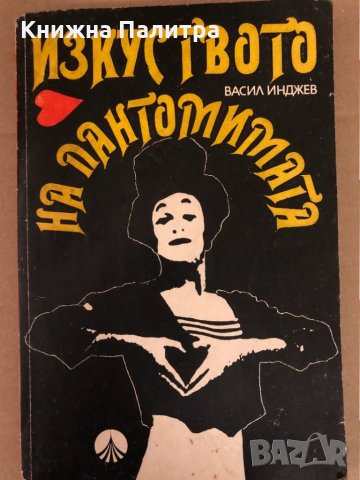 Книжна Палитра
ИЗКУСТВОТО
ВАСИЛ ИНДЖЕВ
НА ПАНТОМИМАТА
BAZAR